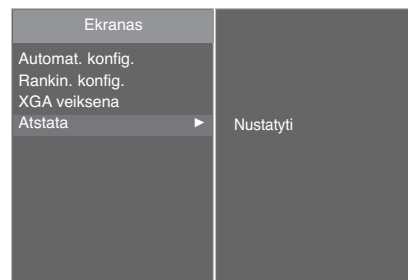 Ekranas
Automat. konfig.
Rankin. konfig.
XGA veiksena
Atstata ►
Nustatyti